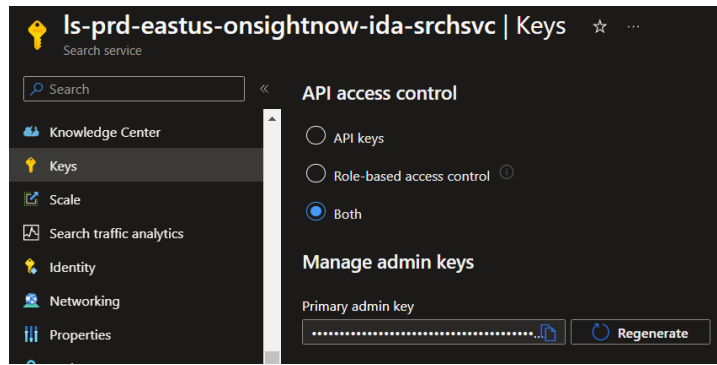 ls-prd-eastus-onsightnow-ida-srchsvc | Keys
Search service
Search
Knowledge Center
Keys
Scale
Search traffic analytics
Identity
Networking
Properties
API access control
API keys
Role-based access control
Both
Manage admin keys
Primary admin key
Regenerate